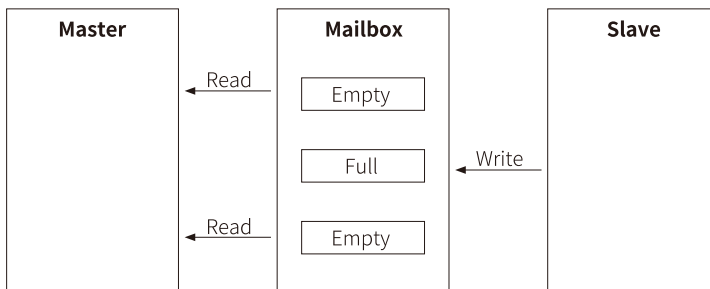 Master
Mailbox
Slave
Read
Empty
Full
Write
Read
Empty